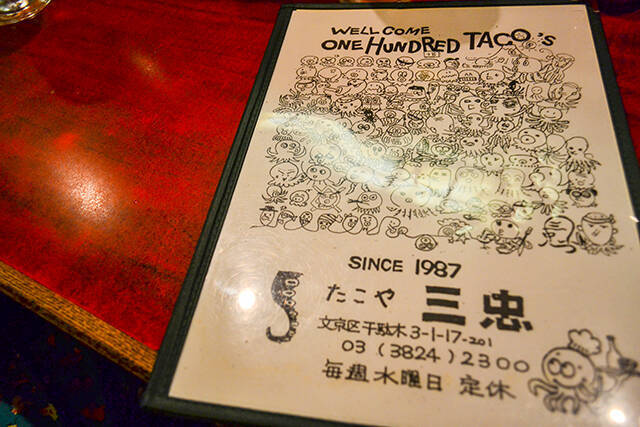 WELL COME
ONE HUNDRED TACO'S
SINCE 1987
たこや 三忠
文京区千駄木3-1-17-201
03 (3824) 2300
毎週水曜日 定休